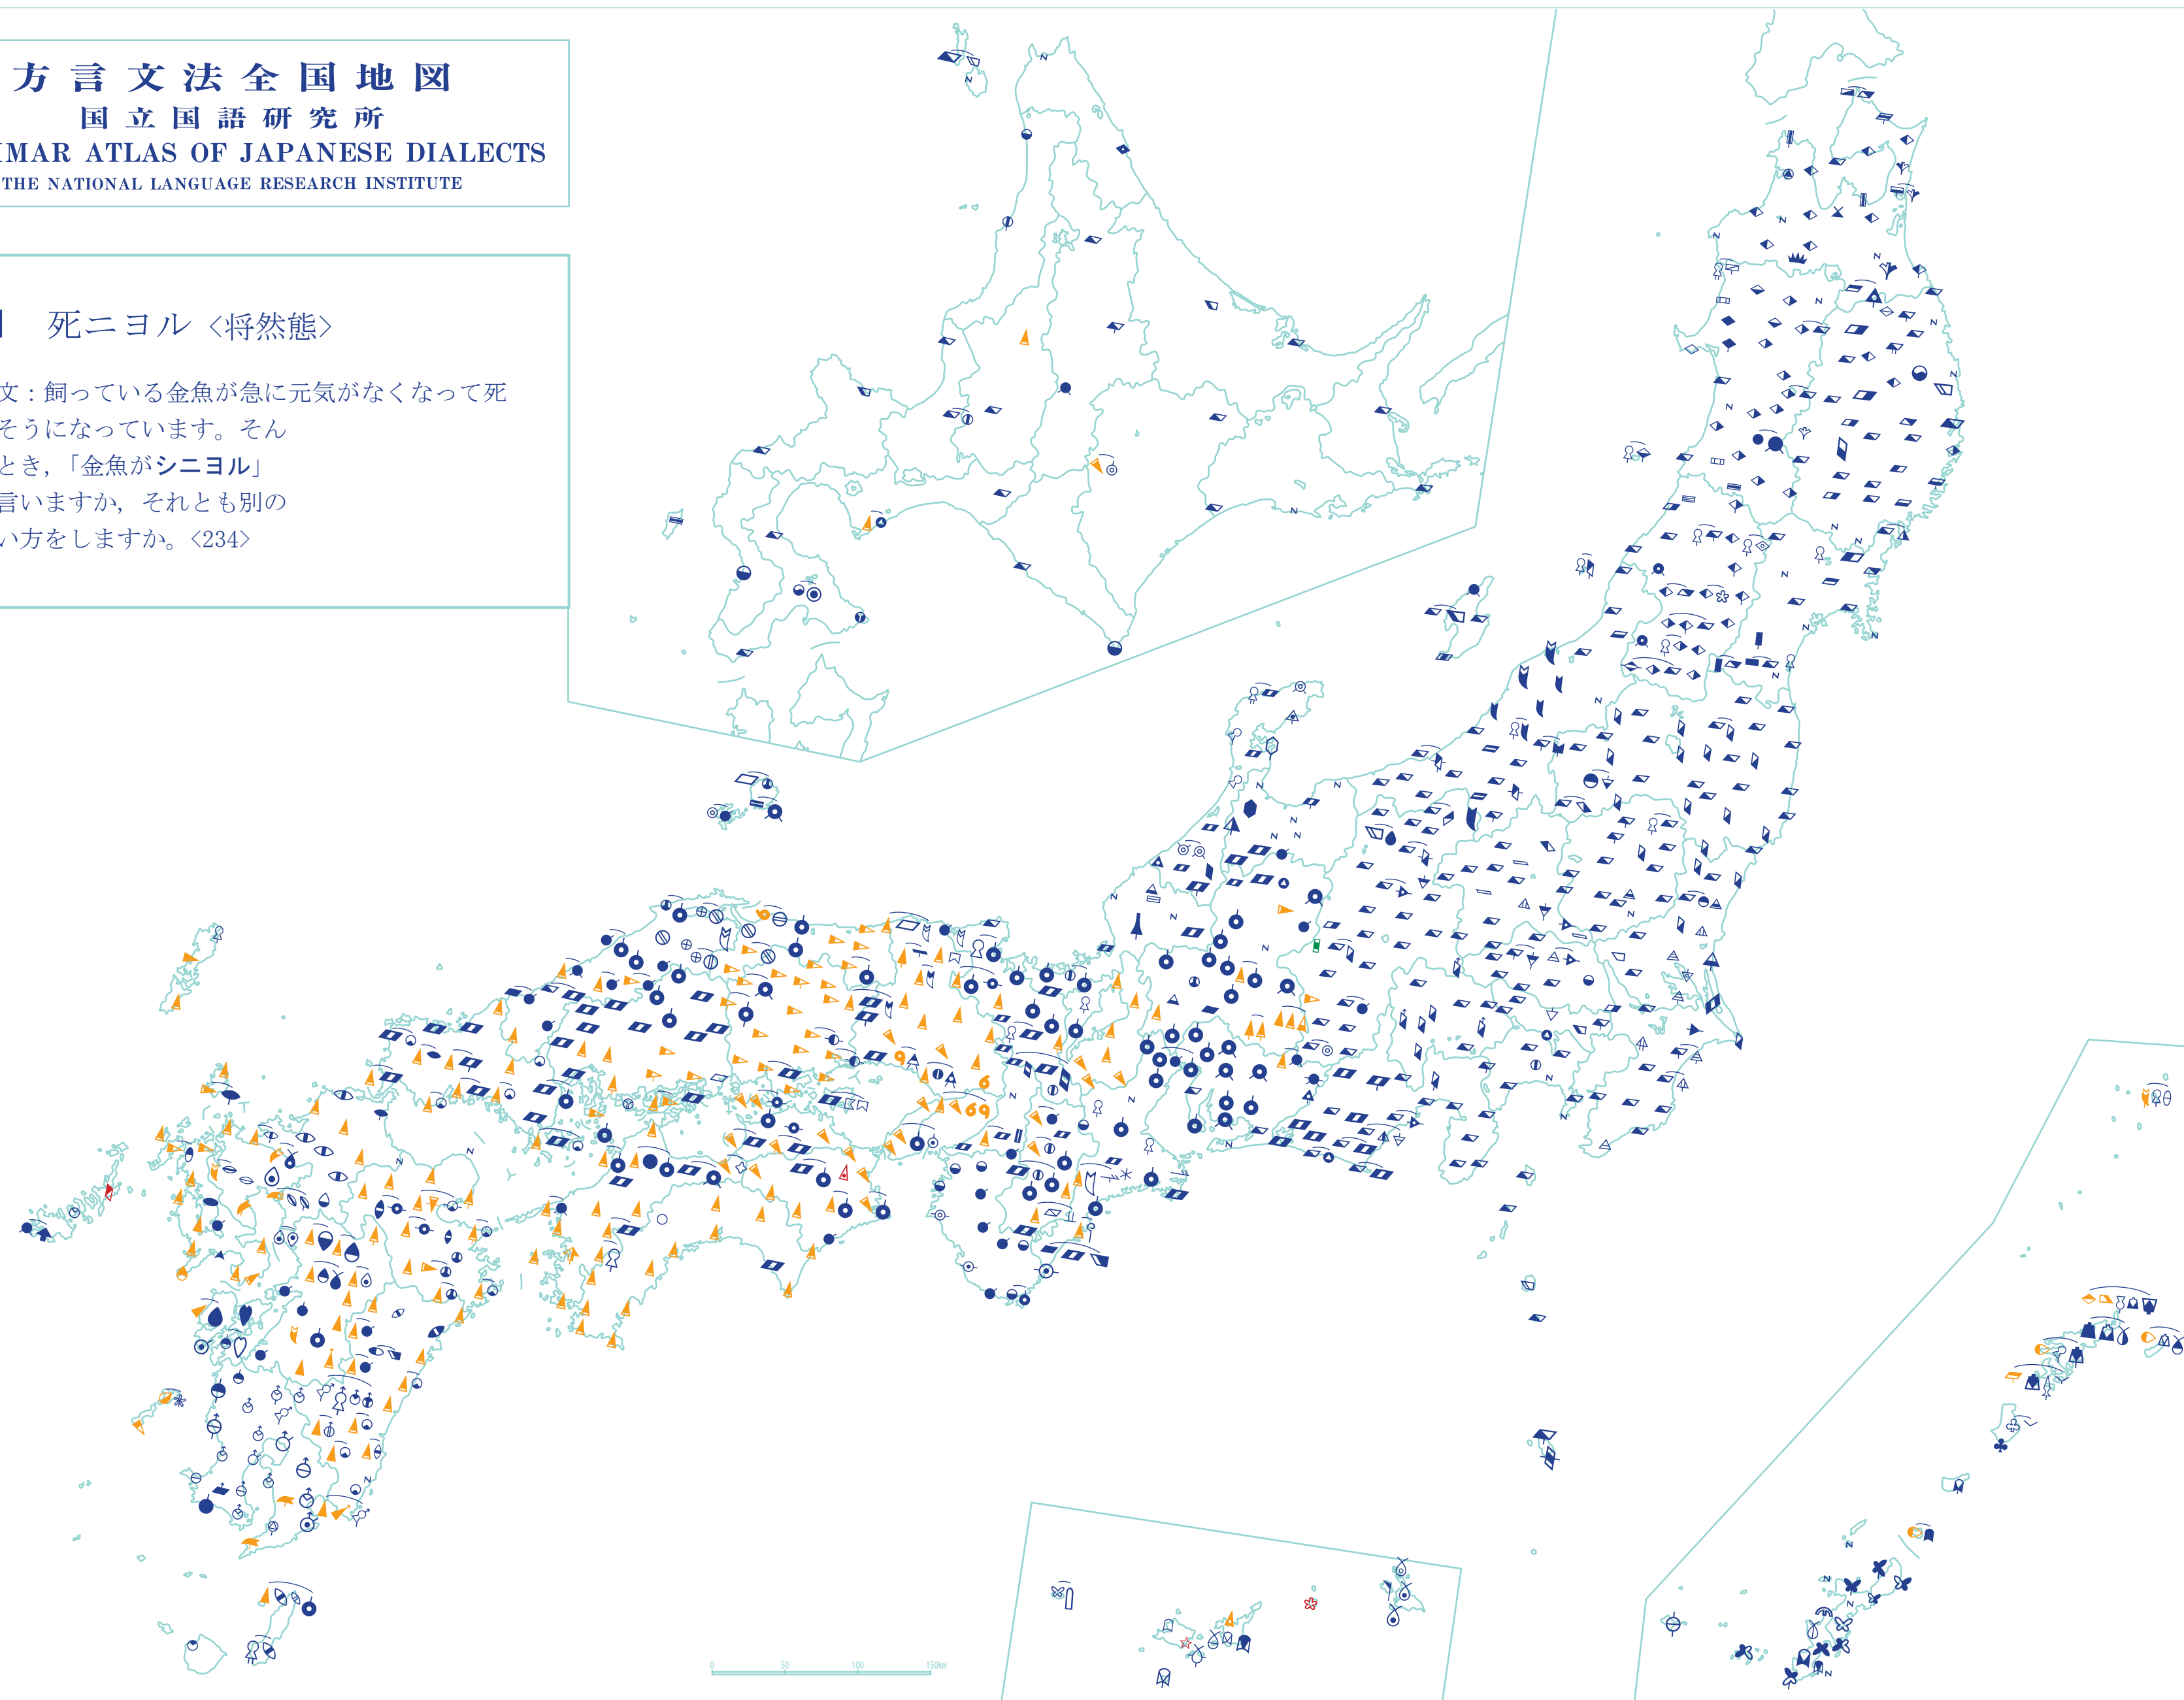 方言文法全国地図
国立国語研究所
MAR ATLAS OF JAPANESE DIALECTS
THE NATIONAL LANGUAGE RESEARCH INSTITUTE
死ニヨル〈将然態〉
文：飼っている金魚が急に元気がなくなって死
そうになっています。そん
とき，「金魚がシニヨル」
言いますか，それとも別の
い方をしますか。<234>
0 50 100 150km